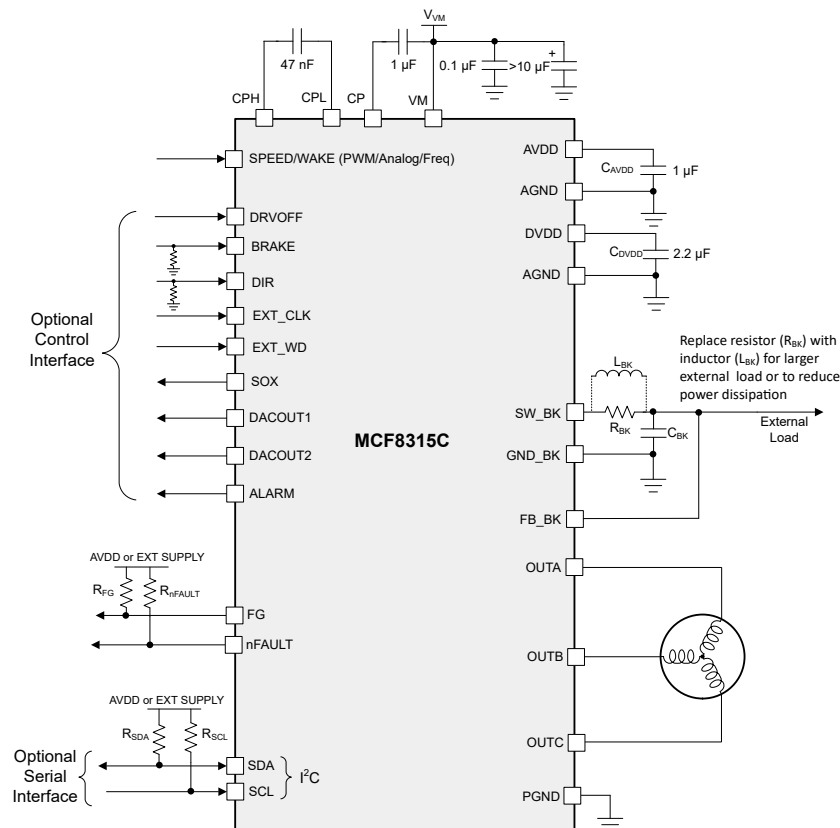 V_VM
47 nF
1 µF
0.1 µF
>10 µF
+
CPH
CPL
CP
VM
SPEED/WAKE (PWM/Analog/Freq)
DRVOFF
BRAKE
DIR
EXT_CLK
EXT_WD
SOX
DACOUT1
DACOUT2
ALARM
Optional
Control
Interface
AVDD or EXT SUPPLY
R_FG
R_nFAULT
FG
nFAULT
AVDD or EXT SUPPLY
R_SDA
R_SCL
Optional
Serial
Interface
SDA
SCL
I²C
MCF8315C
AVDD
C_AVDD
1 µF
AGND
DVDD
C_DVDD
2.2 µF
AGND
Replace resistor (R_BK) with
inductor (L_BK) for larger
external load or to reduce
power dissipation
L_BK
SW_BK
R_BK
C_BK
External
Load
GND_BK
FB_BK
OUTA
OUTB
OUTC
PGND